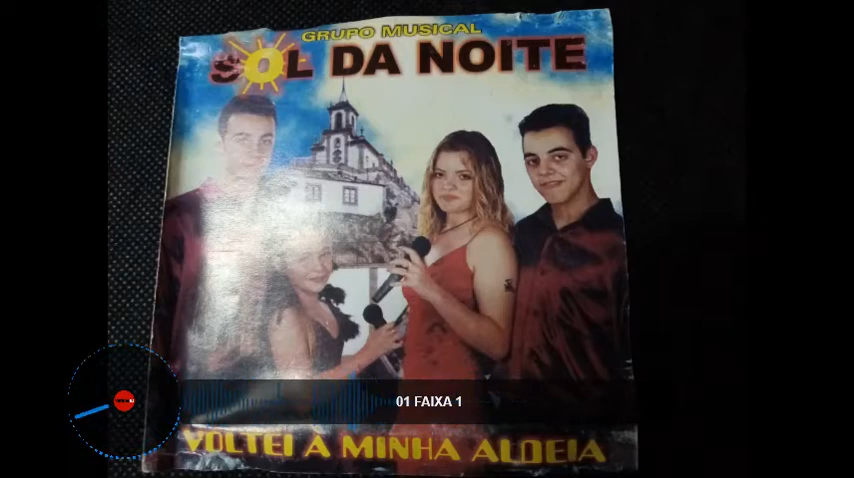 GRUPO MUSICAL
SOL DA NOITE
01 FAIXA 1
VOLTEI A MINHA ALDEIA